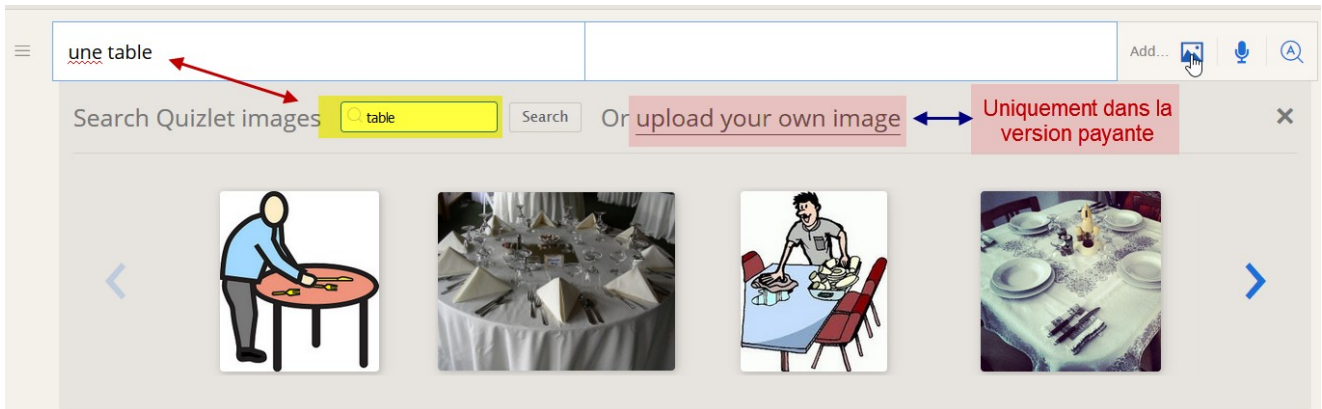 une table
Add...
Search Quizlet images table Search Or upload your own image
Uniquement dans la
version payante